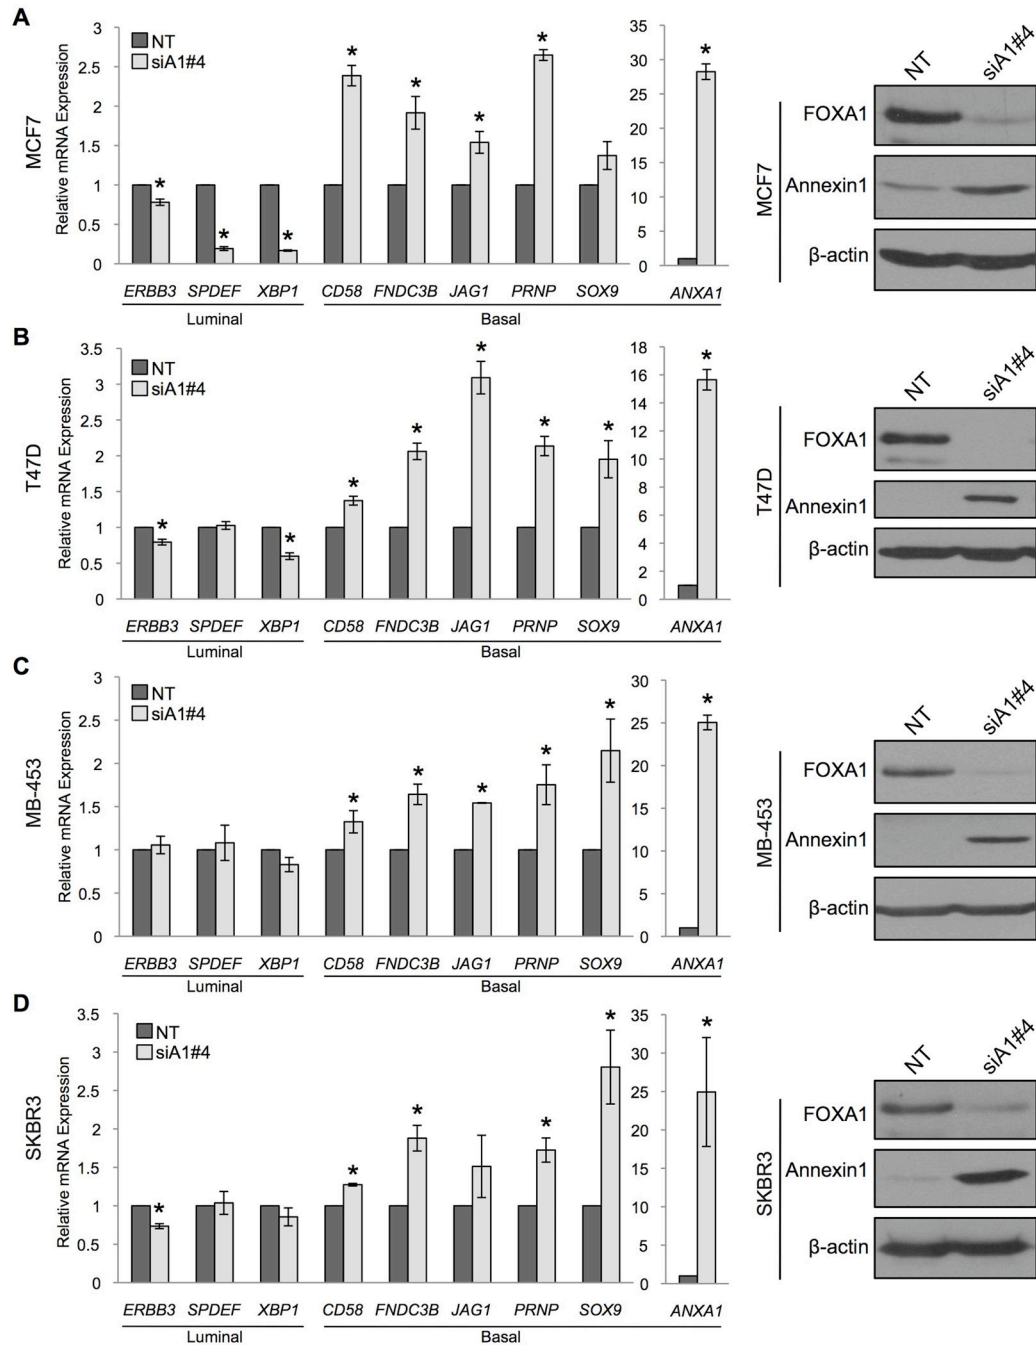 A
MCF7
Relative mRNA Expression
3
2.5
2
1.5
1
0.5
0
NT
siA1#4
* * * * * * *
35
30
25
20
15
10
5
0
*
ERBB3 SPDEF XBP1 CD58 FNDC3B JAG1 PRNP SOX9 ANXA1
Luminal Basal
MCF7
NT siA1#4
FOXA1
Annexin1
β-actin
B
T47D
Relative mRNA Expression
3.5
3
2.5
2
1.5
1
0.5
0
NT
siA1#4
* * * * * * *
18
16
14
12
10
8
6
4
2
0
*
ERBB3 SPDEF XBP1 CD58 FNDC3B JAG1 PRNP SOX9 ANXA1
Luminal Basal
T47D
NT siA1#4
FOXA1
Annexin1
β-actin
C
MB-453
Relative mRNA Expression
3
2.5
2
1.5
1
0.5
0
NT
siA1#4
* * * * *
30
25
20
15
10
5
0
*
ERBB3 SPDEF XBP1 CD58 FNDC3B JAG1 PRNP SOX9 ANXA1
Luminal Basal
MB-453
NT siA1#4
FOXA1
Annexin1
β-actin
D
SKBR3
Relative mRNA Expression
3.5
3
2.5
2
1.5
1
0.5
0
NT
siA1#4
* * * * *
35
30
25
20
15
10
5
0
*
ERBB3 SPDEF XBP1 CD58 FNDC3B JAG1 PRNP SOX9 ANXA1
Luminal Basal
SKBR3
NT siA1#4
FOXA1
Annexin1
β-actin